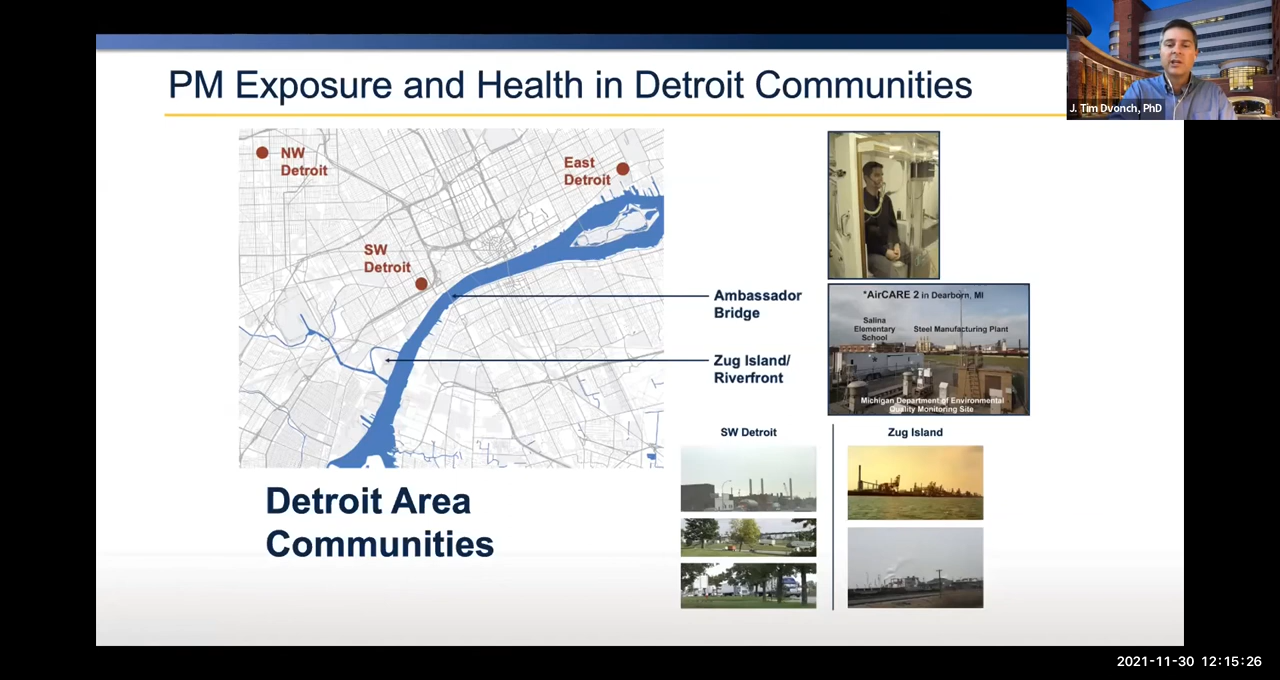 PM Exposure and Health in Detroit Communities
J. Tim Dvonch, PhD
NW
Detroit
East
Detroit
SW
Detroit
Ambassador
Bridge
Zug Island/
Riverfront
*AirCARE 2 in Dearborn, MI
Salina
Elementary
School
Steel Manufacturing Plant
Michigan Department of Environmental
Quality Monitoring Site
SW Detroit
Zug Island
Detroit Area
Communities
2021-11-30 12:15:26